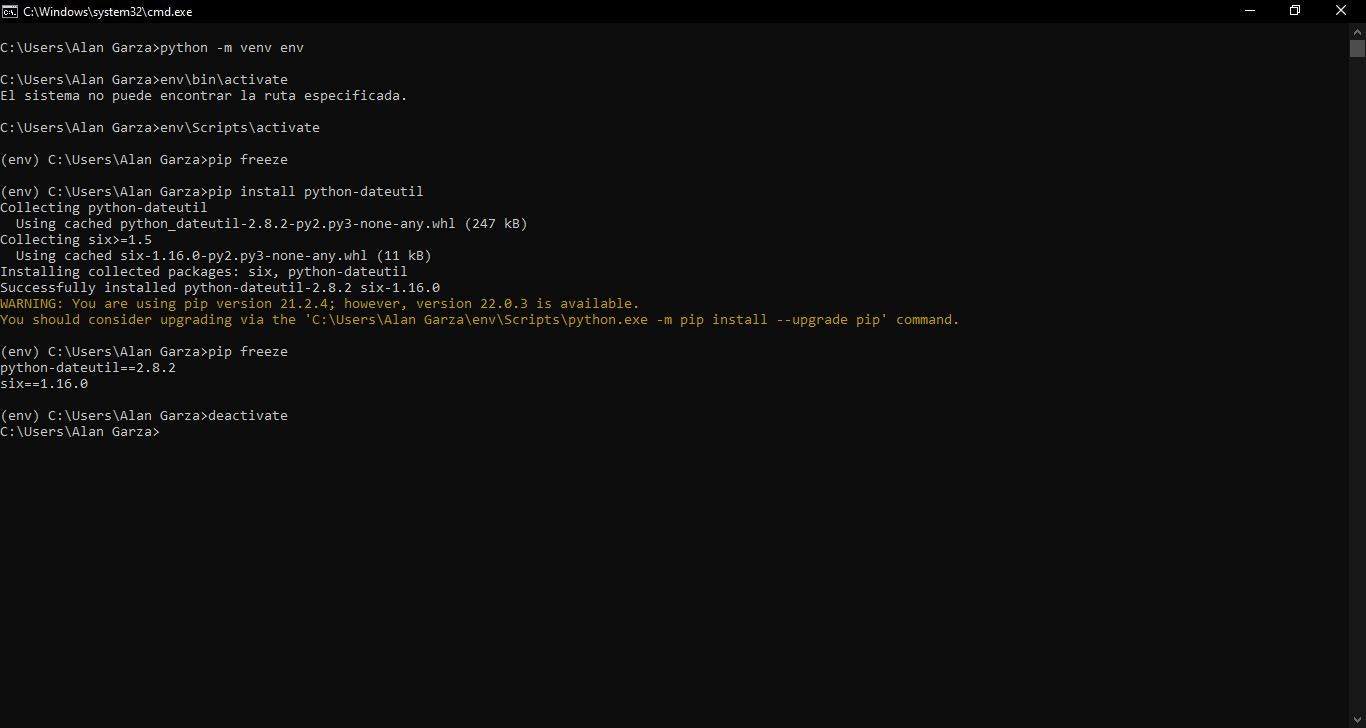 C:\Windows\system32\cmd.exe
C:\Users\Alan Garza>python -m venv env
C:\Users\Alan Garza>env\bin\activate
El sistema no puede encontrar la ruta especificada.
C:\Users\Alan Garza>env\Scripts\activate
(env) C:\Users\Alan Garza>pip freeze
(env) C:\Users\Alan Garza>pip install python-dateutil
Collecting python-dateutil
  Using cached python_dateutil-2.8.2-py2.py3-none-any.whl (247 kB)
Collecting six>=1.5
  Using cached six-1.16.0-py2.py3-none-any.whl (11 kB)
Installing collected packages: six, python-dateutil
Successfully installed python-dateutil-2.8.2 six-1.16.0
WARNING: You are using pip version 21.2.4; however, version 22.0.3 is available.
You should consider upgrading via the 'C:\Users\Alan Garza\env\Scripts\python.exe -m pip install --upgrade pip' command.
(env) C:\Users\Alan Garza>pip freeze
python-dateutil==2.8.2
six==1.16.0
(env) C:\Users\Alan Garza>deactivate
C:\Users\Alan Garza>